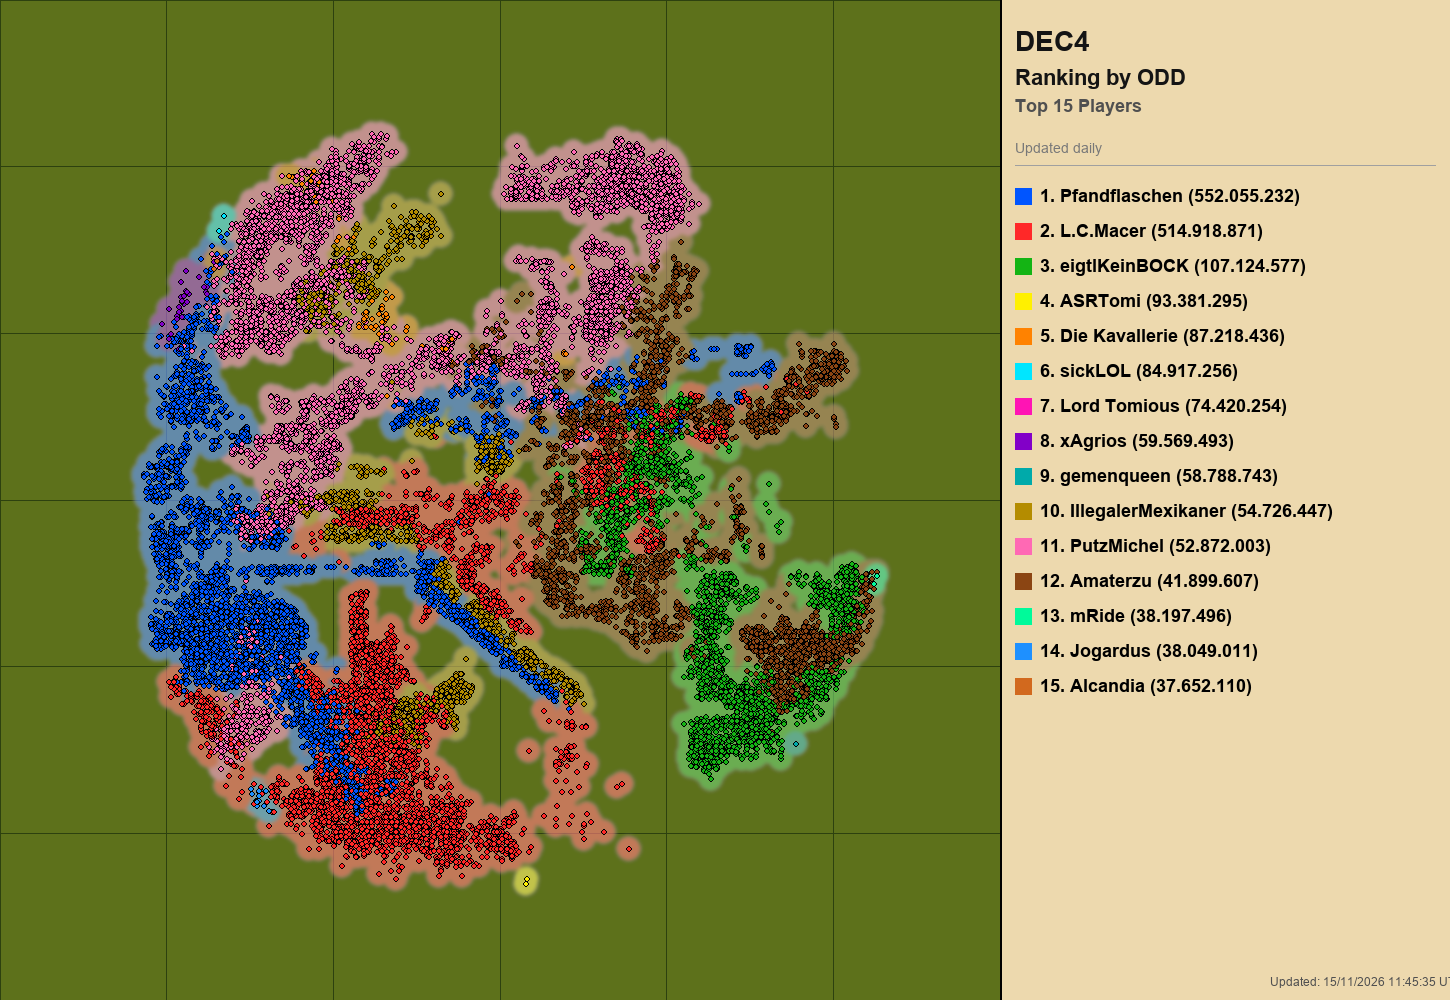 DEC4
Ranking by ODD
Top 15 Players
Updated daily
1. Pfandflaschen (552.055.232)
2. L.C.Macer (514.918.871)
3. eigtlKeinBOCK (107.124.577)
4. ASRTomi (93.381.295)
5. Die Kavallerie (87.218.436)
6. sickLOL (84.917.256)
7. Lord Tomious (74.420.254)
8. xAgrios (59.569.493)
9. gemenqueen (58.788.743)
10. IllegalerMexikaner (54.726.447)
11. PutzMichel (52.872.003)
12. Amaterzu (41.899.607)
13. mRide (38.197.496)
14. Jogardus (38.049.011)
15. Alcandia (37.652.110)
Updated: 15/11/2026 11:45:35